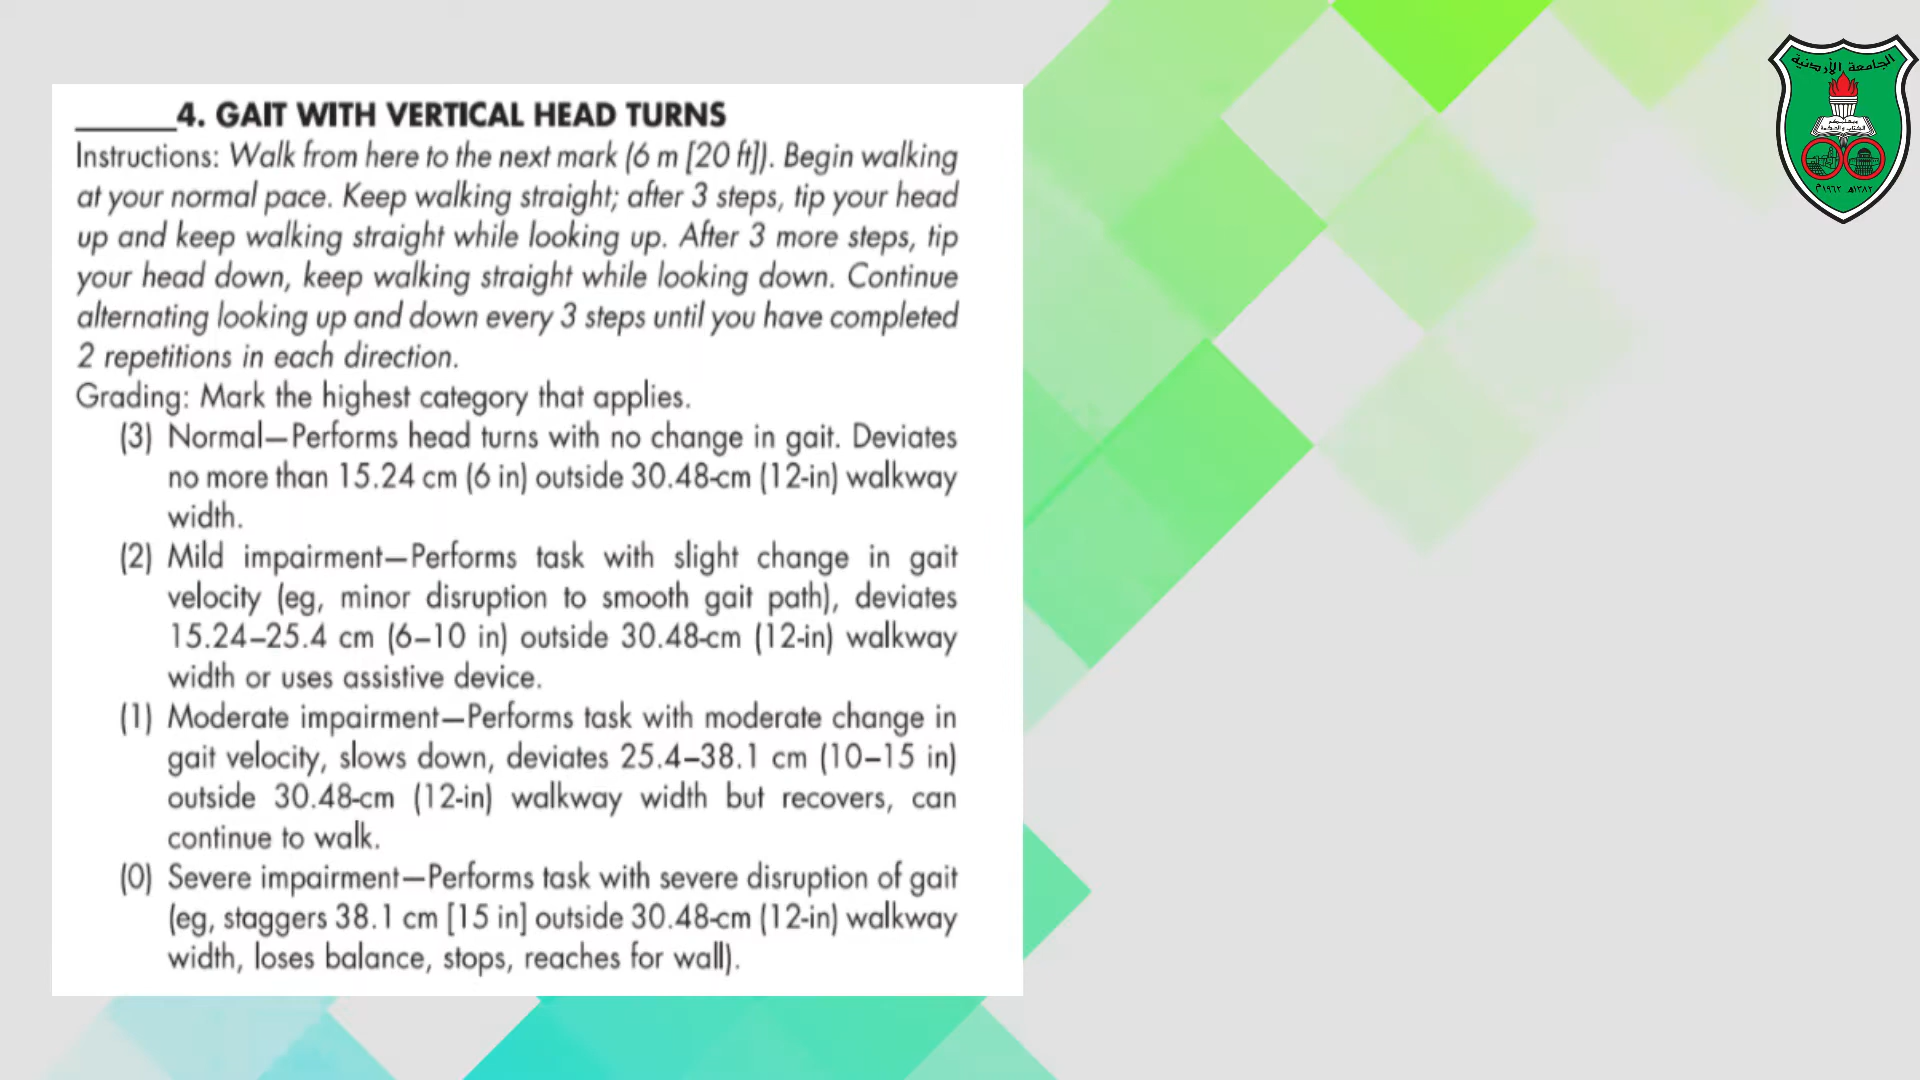 ______4. GAIT WITH VERTICAL HEAD TURNS
Instructions: Walk from here to the next mark (6 m [20 ft]). Begin walking
at your normal pace. Keep walking straight; after 3 steps, tip your head
up and keep walking straight while looking up. After 3 more steps, tip
your head down, keep walking straight while looking down. Continue
alternating looking up and down every 3 steps until you have completed
2 repetitions in each direction.
Grading: Mark the highest category that applies.
(3) Normal—Performs head turns with no change in gait. Deviates
no more than 15.24 cm (6 in) outside 30.48-cm (12-in) walkway
width.
(2) Mild impairment—Performs task with slight change in gait
velocity (eg, minor disruption to smooth gait path), deviates
15.24–25.4 cm (6–10 in) outside 30.48-cm (12-in) walkway
width or uses assistive device.
(1) Moderate impairment—Performs task with moderate change in
gait velocity, slows down, deviates 25.4–38.1 cm (10–15 in)
outside 30.48-cm (12-in) walkway width but recovers, can
continue to walk.
(0) Severe impairment—Performs task with severe disruption of gait
(eg, staggers 38.1 cm [15 in] outside 30.48-cm (12-in) walkway
width, loses balance, stops, reaches for wall).
الجامعة الأردنية
١٣٨٢هـ ١٩٦٢م